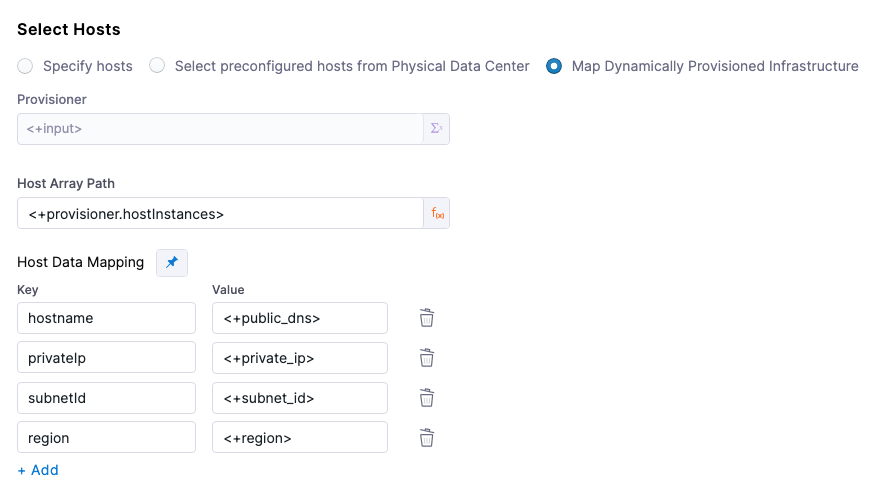 Select Hosts
Specify hosts Select preconfigured hosts from Physical Data Center Map Dynamically Provisioned Infrastructure
Provisioner
<+input>
Host Array Path
<+provisioner.hostInstances>
f(x)
Host Data Mapping
Key Value
hostname <+public_dns>
privateIp <+private_ip>
subnetId <+subnet_id>
region <+region>
+ Add